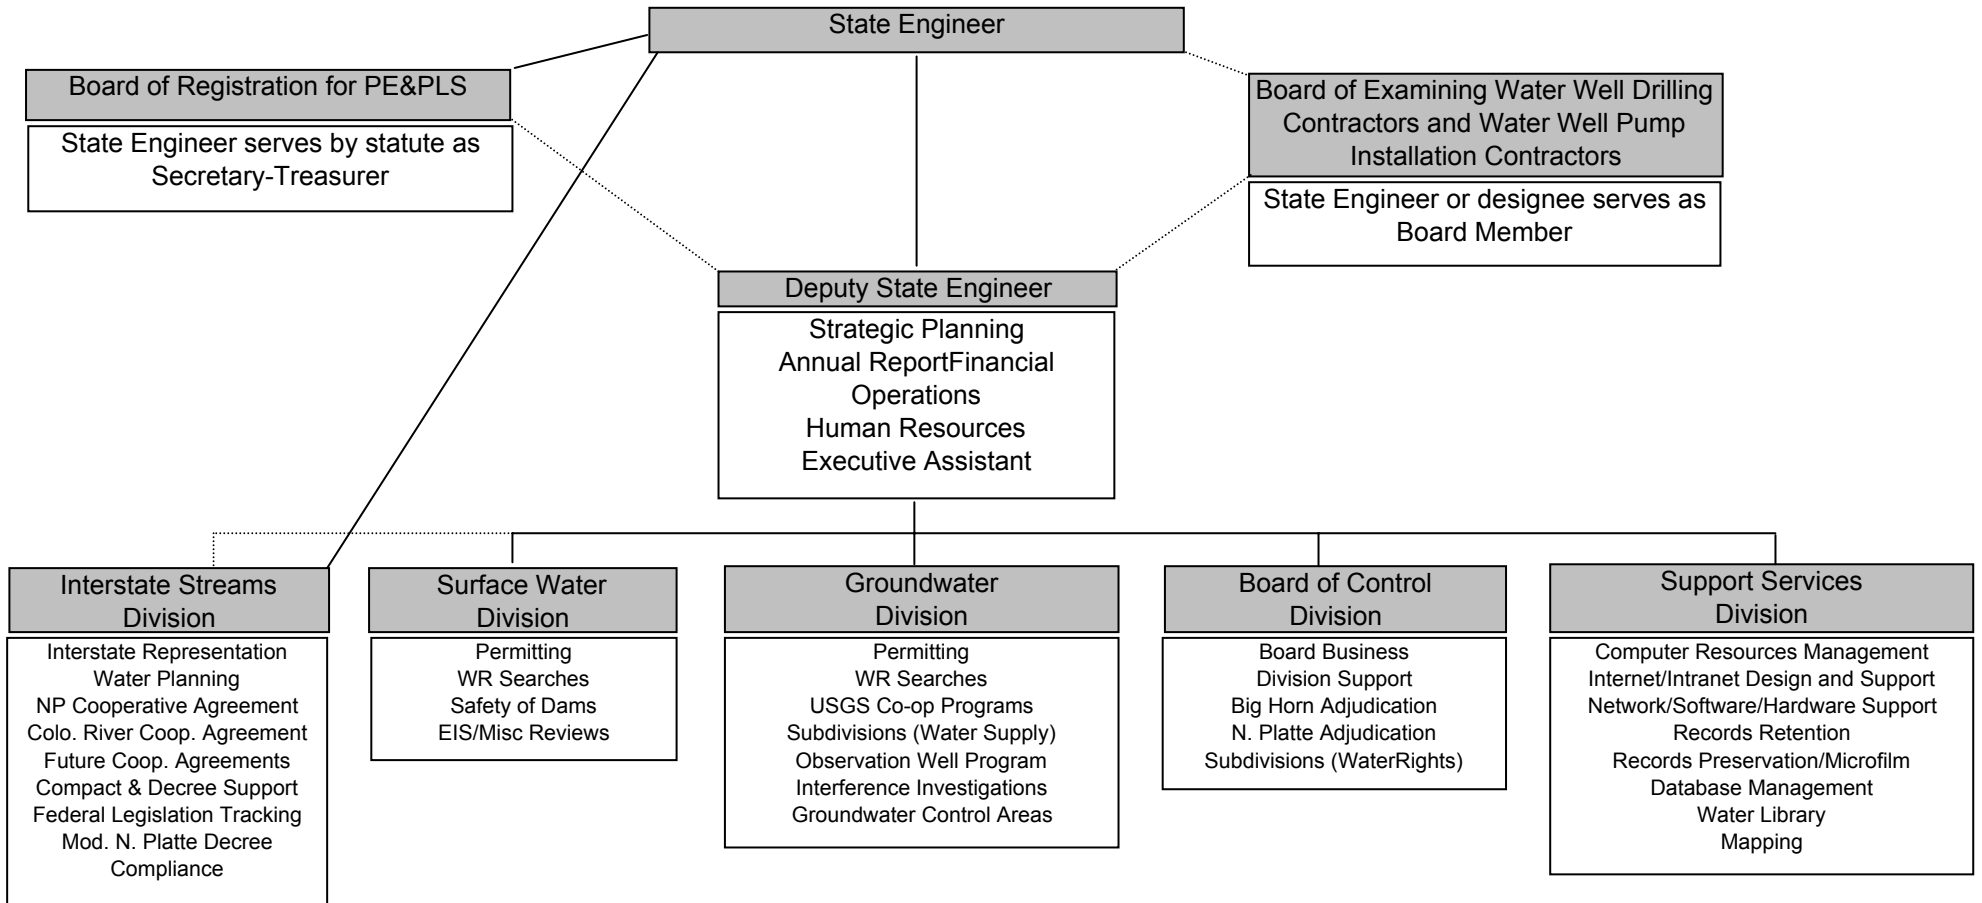 State Engineer
Board of Registration for PE&PLS
State Engineer serves by statute as
Secretary-Treasurer
Board of Examining Water Well Drilling
Contractors and Water Well Pump
Installation Contractors
State Engineer or designee serves as
Board Member
Deputy State Engineer
Strategic Planning
Annual ReportFinancial
Operations
Human Resources
Executive Assistant
Interstate Streams
Division
Interstate Representation
Water Planning
NP Cooperative Agreement
Colo. River Coop. Agreement
Future Coop. Agreements
Compact & Decree Support
Federal Legislation Tracking
Mod. N. Platte Decree
Compliance
Surface Water
Division
Permitting
WR Searches
Safety of Dams
EIS/Misc Reviews
Groundwater
Division
Permitting
WR Searches
USGS Co-op Programs
Subdivisions (Water Supply)
Observation Well Program
Interference Investigations
Groundwater Control Areas
Board of Control
Division
Board Business
Division Support
Big Horn Adjudication
N. Platte Adjudication
Subdivisions (WaterRights)
Support Services
Division
Computer Resources Management
Internet/Intranet Design and Support
Network/Software/Hardware Support
Records Retention
Records Preservation/Microfilm
Database Management
Water Library
Mapping